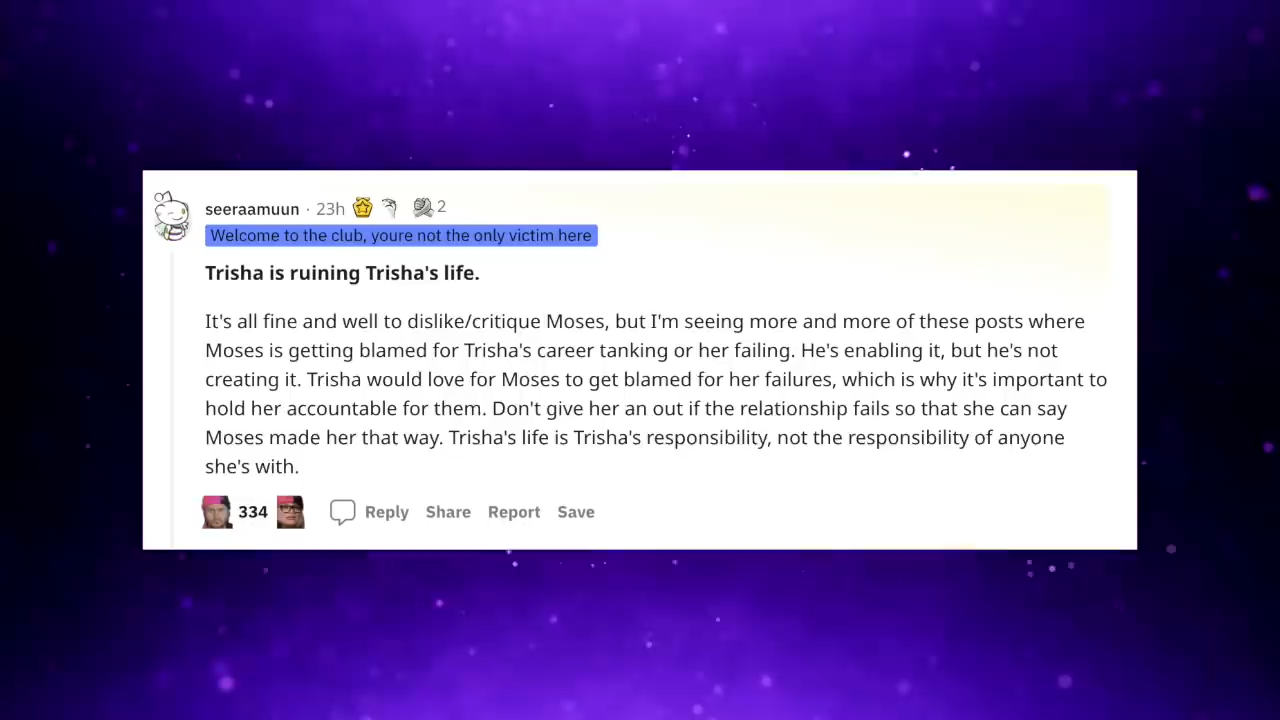 seeraamuun · 23h 2
Welcome to the club, youre not the only victim here
Trisha is ruining Trisha's life.
It's all fine and well to dislike/critique Moses, but I'm seeing more and more of these posts where
Moses is getting blamed for Trisha's career tanking or her failing. He's enabling it, but he's not
creating it. Trisha would love for Moses to get blamed for her failures, which is why it's important to
hold her accountable for them. Don't give her an out if the relationship fails so that she can say
Moses made her that way. Trisha's life is Trisha's responsibility, not the responsibility of anyone
she's with.
334 Reply Share Report Save